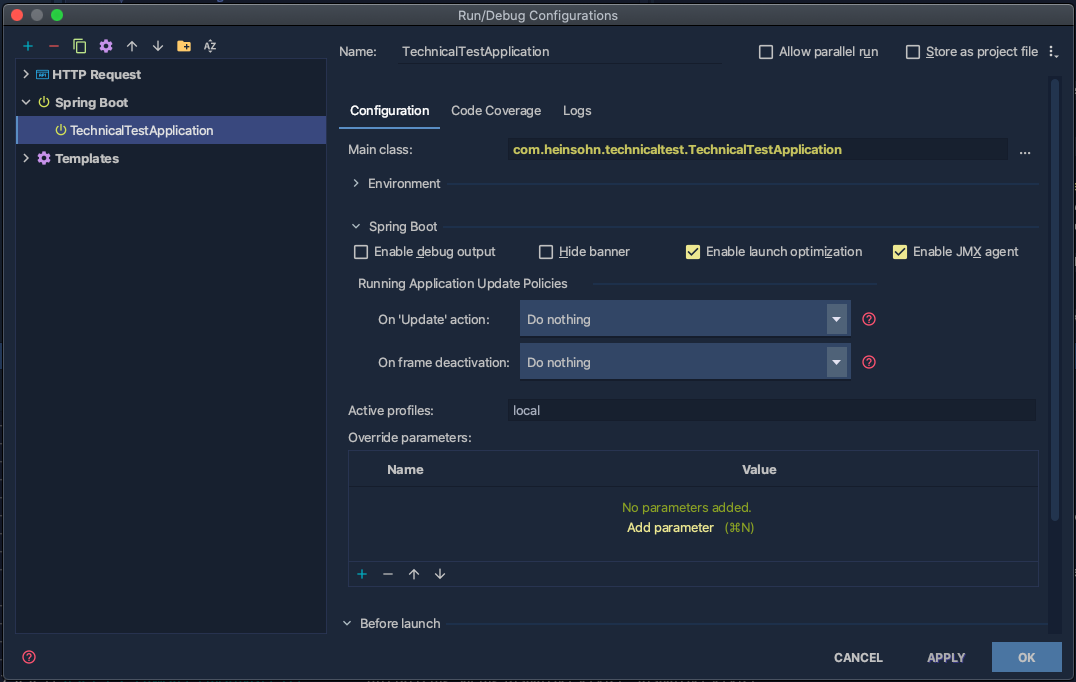 Run/Debug Configurations
HTTP Request
Spring Boot
TechnicalTestApplication
Templates
Name: TechnicalTestApplication
Allow parallel run
Store as project file
Configuration Code Coverage Logs
Main class: com.heinsohn.technicaltest.TechnicalTestApplication ...
Environment
Spring Boot
Enable debug output Hide banner Enable launch optimization Enable JMX agent
Running Application Update Policies
On 'Update' action: Do nothing ?
On frame deactivation: Do nothing ?
Active profiles: local
Override parameters:
Name Value
No parameters added.
Add parameter (⌘N)
Before launch
? CANCEL APPLY OK